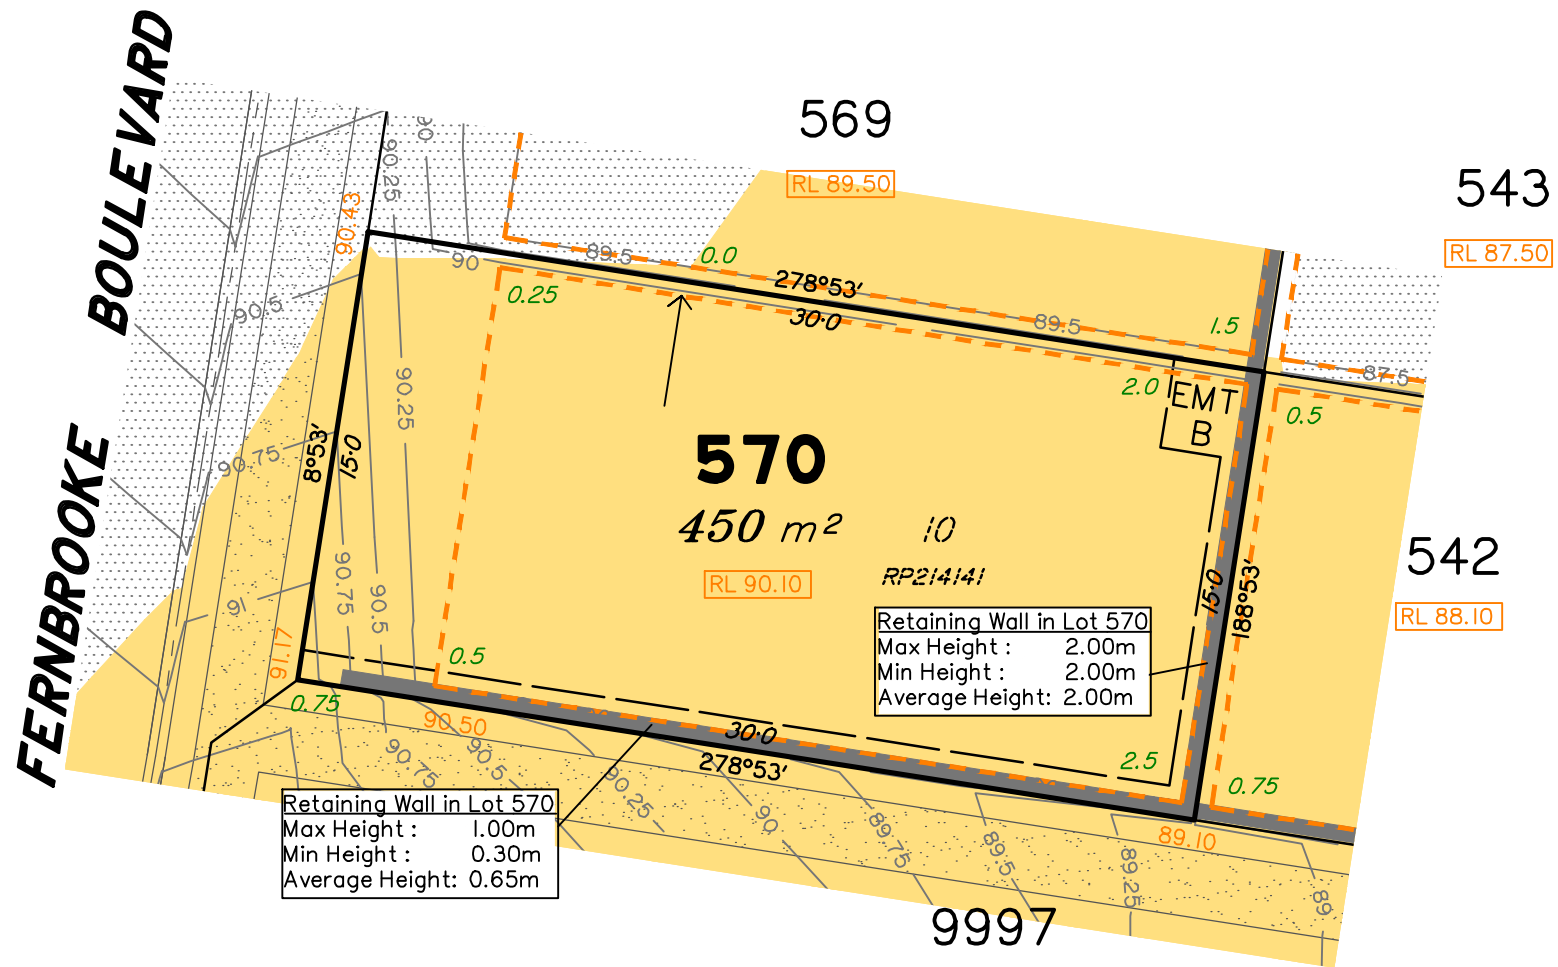 BOULEVARD
FERNBROOKE
569
RL 89.50
543
RL 87.50
542
RL 88.10
9997
570
450 m²
RL 90.10
10
RP214141
EMT
B
278°53'
30·0
8°53'
15·0
15·0
188°53'
30·0
278°53'
Retaining Wall in Lot 570
Max Height : 2.00m
Min Height : 2.00m
Average Height: 2.00m
Retaining Wall in Lot 570
Max Height : 1.00m
Min Height : 0.30m
Average Height: 0.65m
90.43
91.17
90.50
89.10
0.0
0.25
1.5
2.0
0.5
0.5
0.75
2.5
0.75
90
90.25
89.5
90
89.5
87.5
90.5
90.25
90.75
90.75
90.5
91
90.75
90.5
90.25
90
89.75
89.5
89.25
89